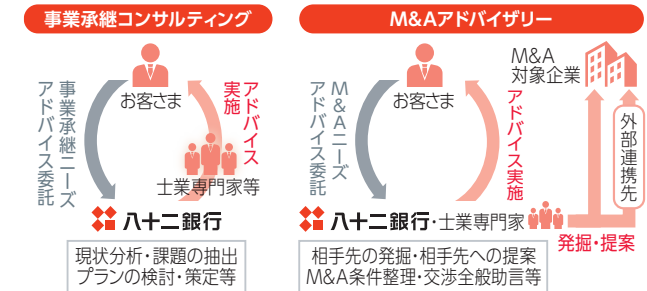 事業承継コンサルティング
お客さま
事業承継ニーズ
アドバイス委託
アドバイス
実施
士業専門家等
八十二銀行
現状分析・課題の抽出
プランの検討・策定等
M&Aアドバイザリー
お客さま
M&A
対象企業
M&Aニーズ
アドバイス委託
アドバイス実施
外部連携先
八十二銀行・士業専門家
発掘・提案
相手先の発掘・相手先への提案
M&A条件整理・交渉全般助言等